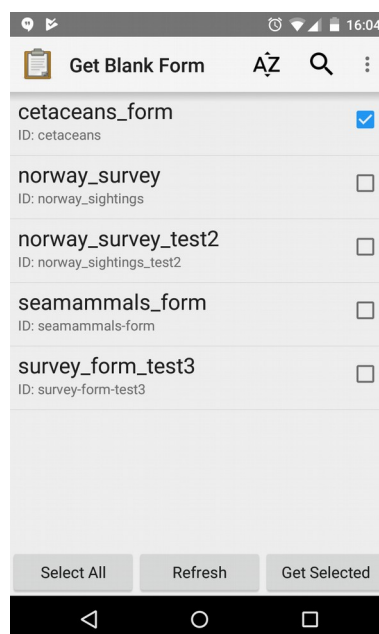 16:04
Get Blank Form AZ
cetaceans_form
ID: cetaceans
norway_survey
ID: norway_sightings
norway_survey_test2
ID: norway_sightings_test2
seamammals_form
ID: seamammals-form
survey_form_test3
ID: survey-form-test3
Select All Refresh Get Selected